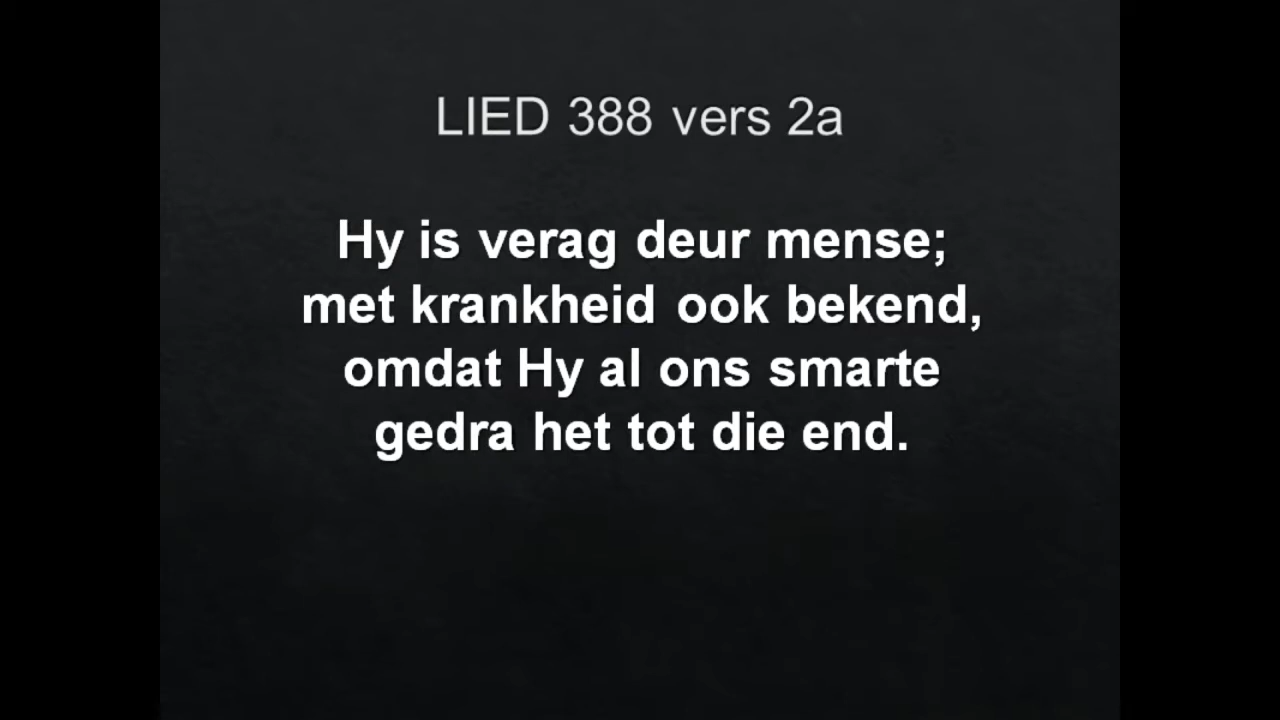 LIED 388 vers 2a
Hy is verag deur mense;
met krankheid ook bekend,
omdat Hy al ons smarte
gedra het tot die end.